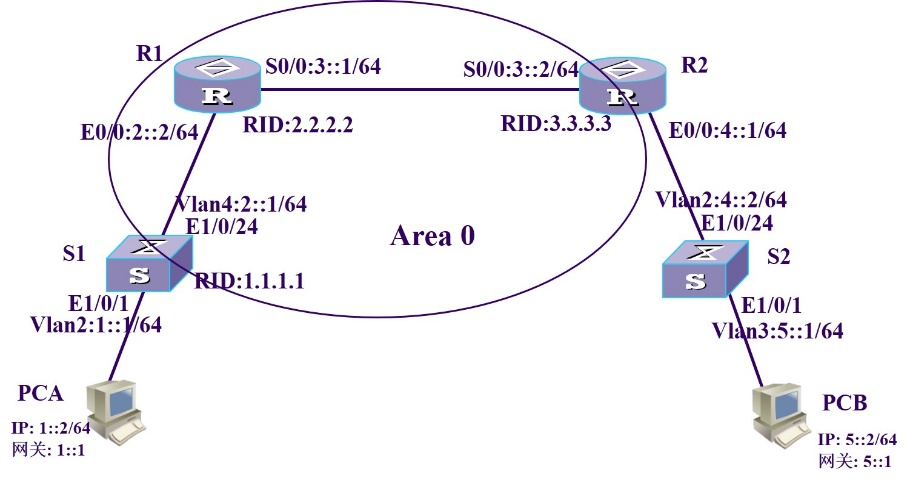 R1
S0/0:3::1/64
S0/0:3::2/64
R2
R
R
E0/0:2::2/64
RID:2.2.2.2
RID:3.3.3.3
E0/0:4::1/64
Vlan4:2::1/64
E1/0/24
Vlan2:4::2/64
E1/0/24
Area 0
S1
S
RID:1.1.1.1
S2
S
E1/0/1
Vlan2:1::1/64
E1/0/1
Vlan3:5::1/64
PCA
IP: 1::2/64
网关: 1::1
PCB
IP: 5::2/64
网关: 5::1